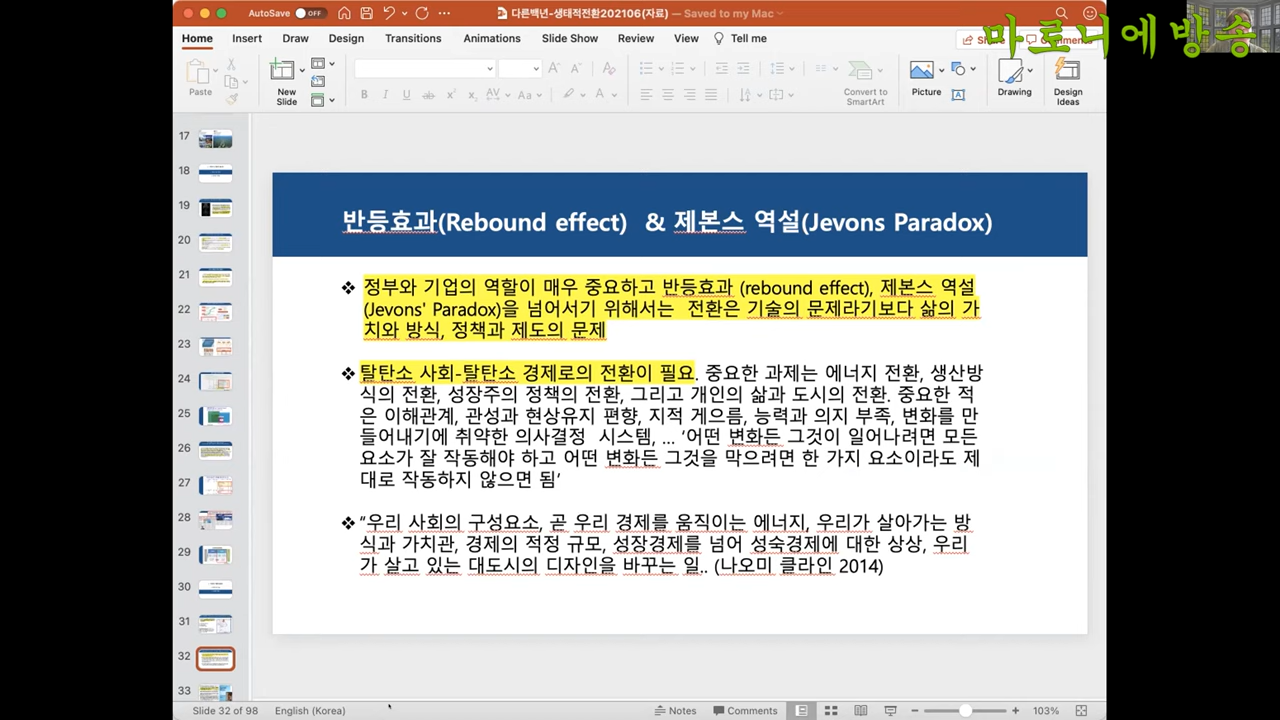 AutoSave OFF
다른백년-생태적전환202106(자료) — Saved to my Mac
마로니에방송
Home Insert Draw Design Transitions Animations Slide Show Review View Tell me
Comments
Paste
New
Slide
B I U ab
Aa
Convert to
SmartArt
Picture
Drawing
Design
Ideas
17
18
19
20
21
22
23
24
25
26
27
28
29
30
31
32
33
반등효과(Rebound effect) & 제본스 역설(Jevons Paradox)
❖ 정부와 기업의 역할이 매우 중요하고 반등효과 (rebound effect), 제본스 역설
(Jevons' Paradox)을 넘어서기 위해서는 전환은 기술의 문제라기보다 삶의 가
치와 방식, 정책과 제도의 문제
❖ 탈탄소 사회-탈탄소 경제로의 전환이 필요. 중요한 과제는 에너지 전환, 생산방
식의 전환, 성장주의 정책의 전환, 그리고 개인의 삶과 도시의 전환. 중요한 적
은 이해관계, 관성과 현상유지 편향, 지적 게으름, 능력과 의지 부족, 변화를 만
들어내기에 취약한 의사결정 시스템, ... ‘어떤 변화든 그것이 일어나려면 모든
요소가 잘 작동해야 하고 어떤 변화든 그것을 막으려면 한 가지 요소이라도 제
대로 작동하지 않으면 됨’
❖ “우리 사회의 구성요소, 곧 우리 경제를 움직이는 에너지, 우리가 살아가는 방
식과 가치관, 경제의 적정 규모, 성장경제를 넘어 성숙경제에 대한 상상, 우리
가 살고 있는 대도시의 디자인을 바꾸는 일.. (나오미 클라인 2014)
Slide 32 of 98 English (Korea) Notes Comments 103%